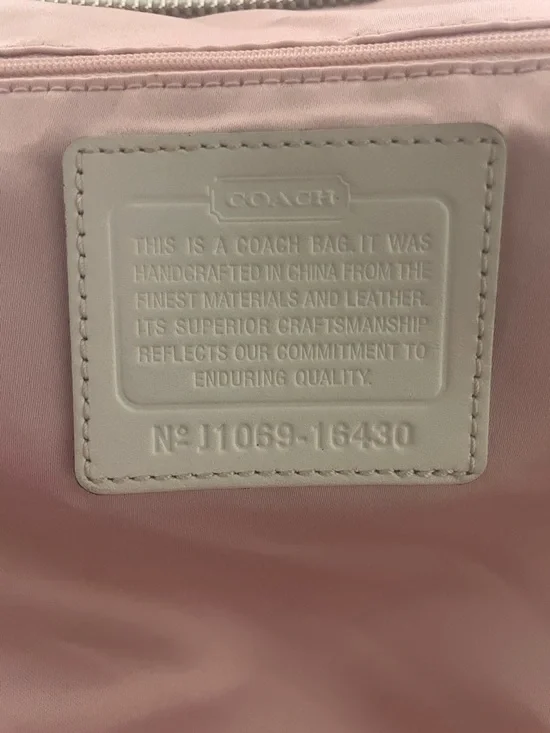 COACH
THIS IS A COACH BAG. IT WAS
HANDCRAFTED IN CHINA FROM THE
FINEST MATERIALS AND LEATHER.
ITS SUPERIOR CRAFTSMANSHIP
REFLECTS OUR COMMITMENT TO
ENDURING QUALITY.
Nº J1069-16430